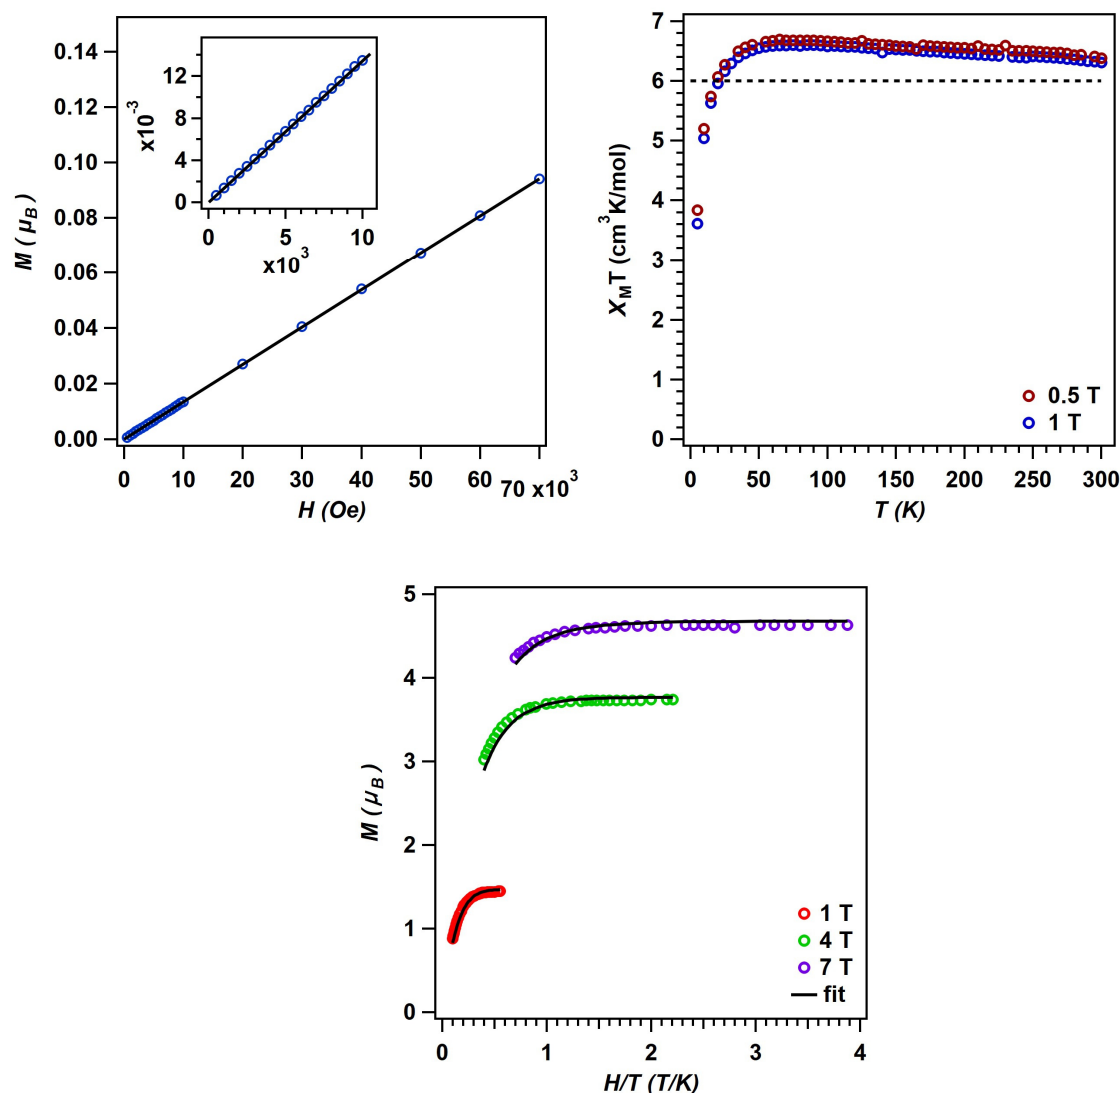 M ( μB )
0.14
0.12
0.10
0.08
0.06
0.04
0.02
0.00
x10-3
12
8
4
0
0 5 10
x103
0 10 20 30 40 50 60 70 x103
H (Oe)
XMT (cm3K/mol)
7
6
5
4
3
2
1
0
0.5 T
1 T
0 50 100 150 200 250 300
T (K)
M ( μB )
5
4
3
2
1
0
1 T
4 T
7 T
fit
0 1 2 3 4
H/T (T/K)